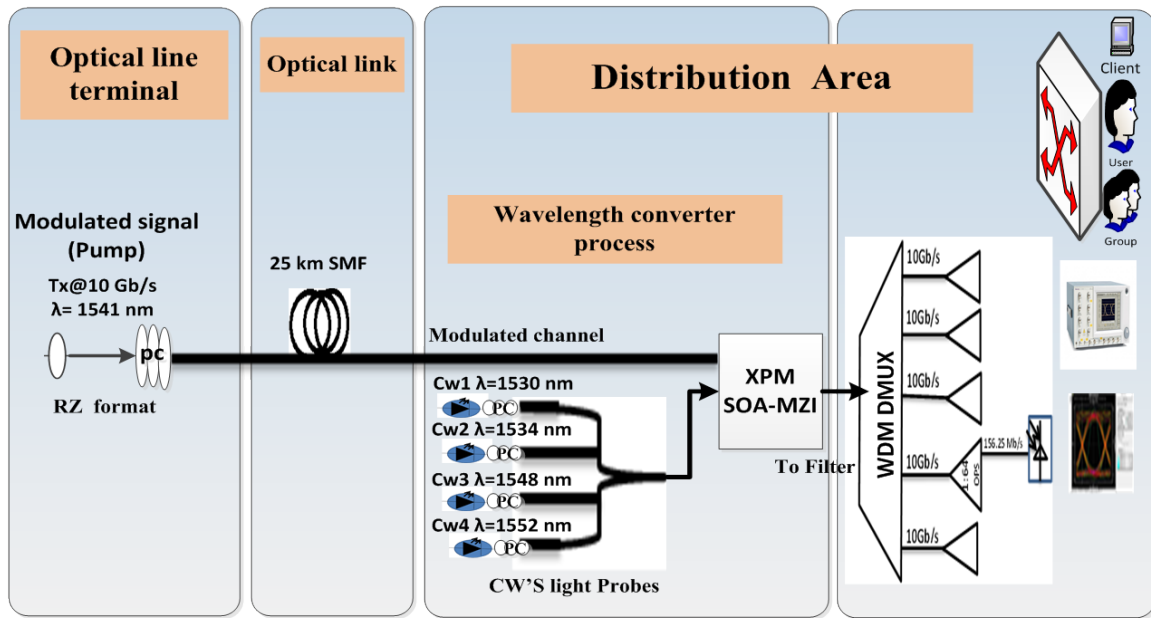 Optical line
terminal
Optical link
Distribution Area
Client
User
Group
Modulated signal
(Pump)
Tx@10 Gb/s
λ= 1541 nm
pc
RZ format
25 km SMF
Wavelength converter
process
Modulated channel
Cw1 λ=1530 nm
PC
Cw2 λ=1534 nm
PC
Cw3 λ=1548 nm
PC
Cw4 λ=1552 nm
PC
CW'S light Probes
XPM
SOA-MZI
To Filter
WDM DMUX
10Gb/s
10Gb/s
10Gb/s
10Gb/s
10Gb/s
1:64
OPS
156.25 Mb/s